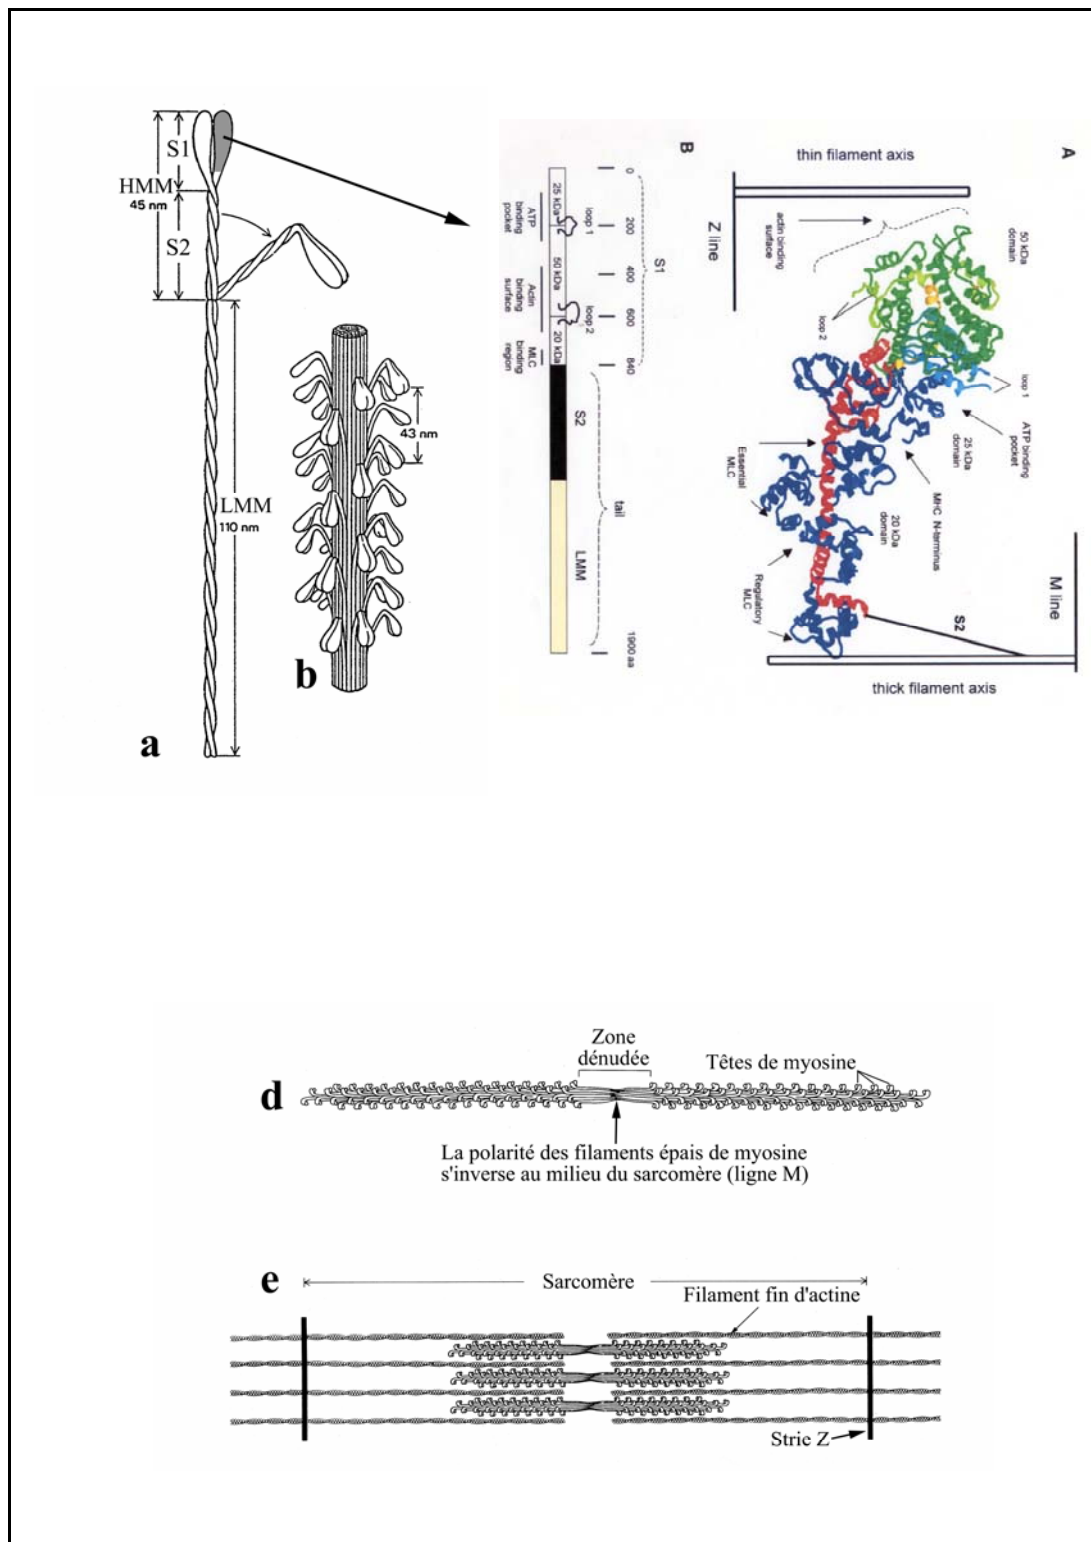 S1
HMM
45 nm
S2
LMM
110 nm
a
43 nm
b
B
0
200
400
600
840
1900 aa
S1
tail
25 kDa
50 kDa
20 kDa
S2
LMM
loop 1
loop 2
ATP
binding
pocket
Actin
binding
surface
MLC
binding
region
A
thin filament axis
Z line
actin binding
surface
50 kDa
domain
loop 2
loop 1
ATP binding
pocket
25 kDa
domain
MHC N-terminus
Essential
MLC
20 kDa
domain
Regulatory
MLC
S2
M line
thick filament axis
Zone
dénudée
Têtes de myosine
d
La polarité des filaments épais de myosine
s'inverse au milieu du sarcomère (ligne M)
e
Sarcomère
Filament fin d'actine
Strie Z